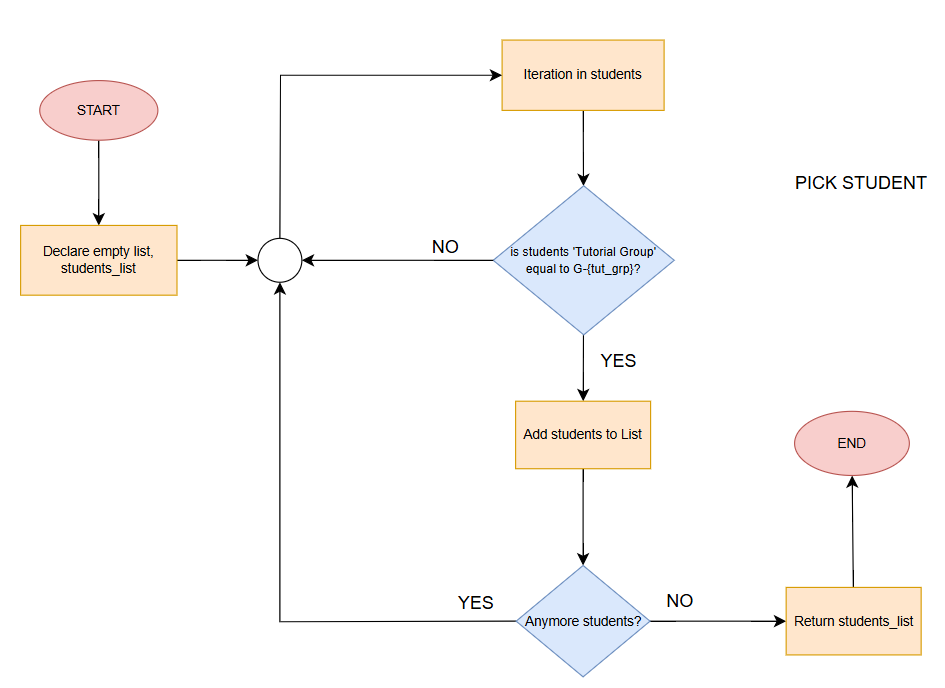 START
Declare empty list,
students_list
Iteration in students
PICK STUDENT
is students 'Tutorial Group'
equal to G-{tut_grp}?
NO
YES
Add students to List
Anymore students?
YES
NO
Return students_list
END